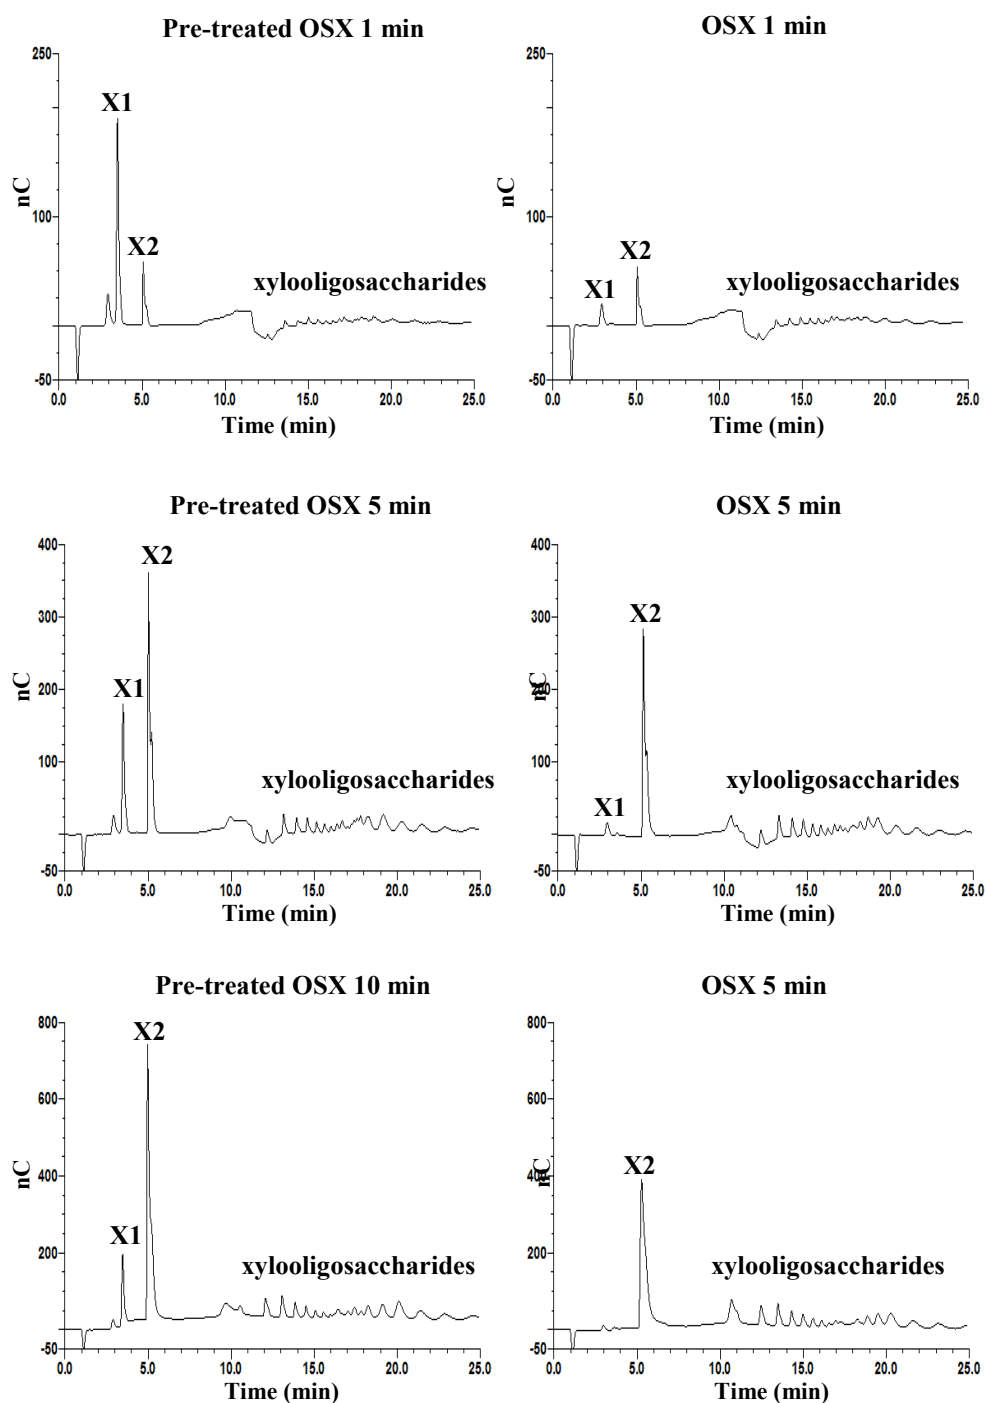 Pre-treated OSX 1 min
OSX 1 min
250
X1
nC
100
X2
xylooligosaccharides
-50
0.0 5.0 10.0 15.0 20.0 25.0
Time (min)
250
nC
100
X2
X1
xylooligosaccharides
-50
0.0 5.0 10.0 15.0 20.0 25.0
Time (min)
Pre-treated OSX 5 min
OSX 5 min
400
X2
300
nC
200
X1
100
xylooligosaccharides
-50
0.0 5.0 10.0 15.0 20.0 25.0
Time (min)
400
300
X2
nC
200
100
X1
xylooligosaccharides
-50
0.0 5.0 10.0 15.0 20.0 25.0
Time (min)
Pre-treated OSX 10 min
OSX 5 min
800
X2
600
nC
400
X1
200
xylooligosaccharides
-50
0.0 5.0 10.0 15.0 20.0 25.0
Time (min)
800
600
X2
nC
400
200
xylooligosaccharides
-50
0.0 5.0 10.0 15.0 20.0 25.0
Time (min)